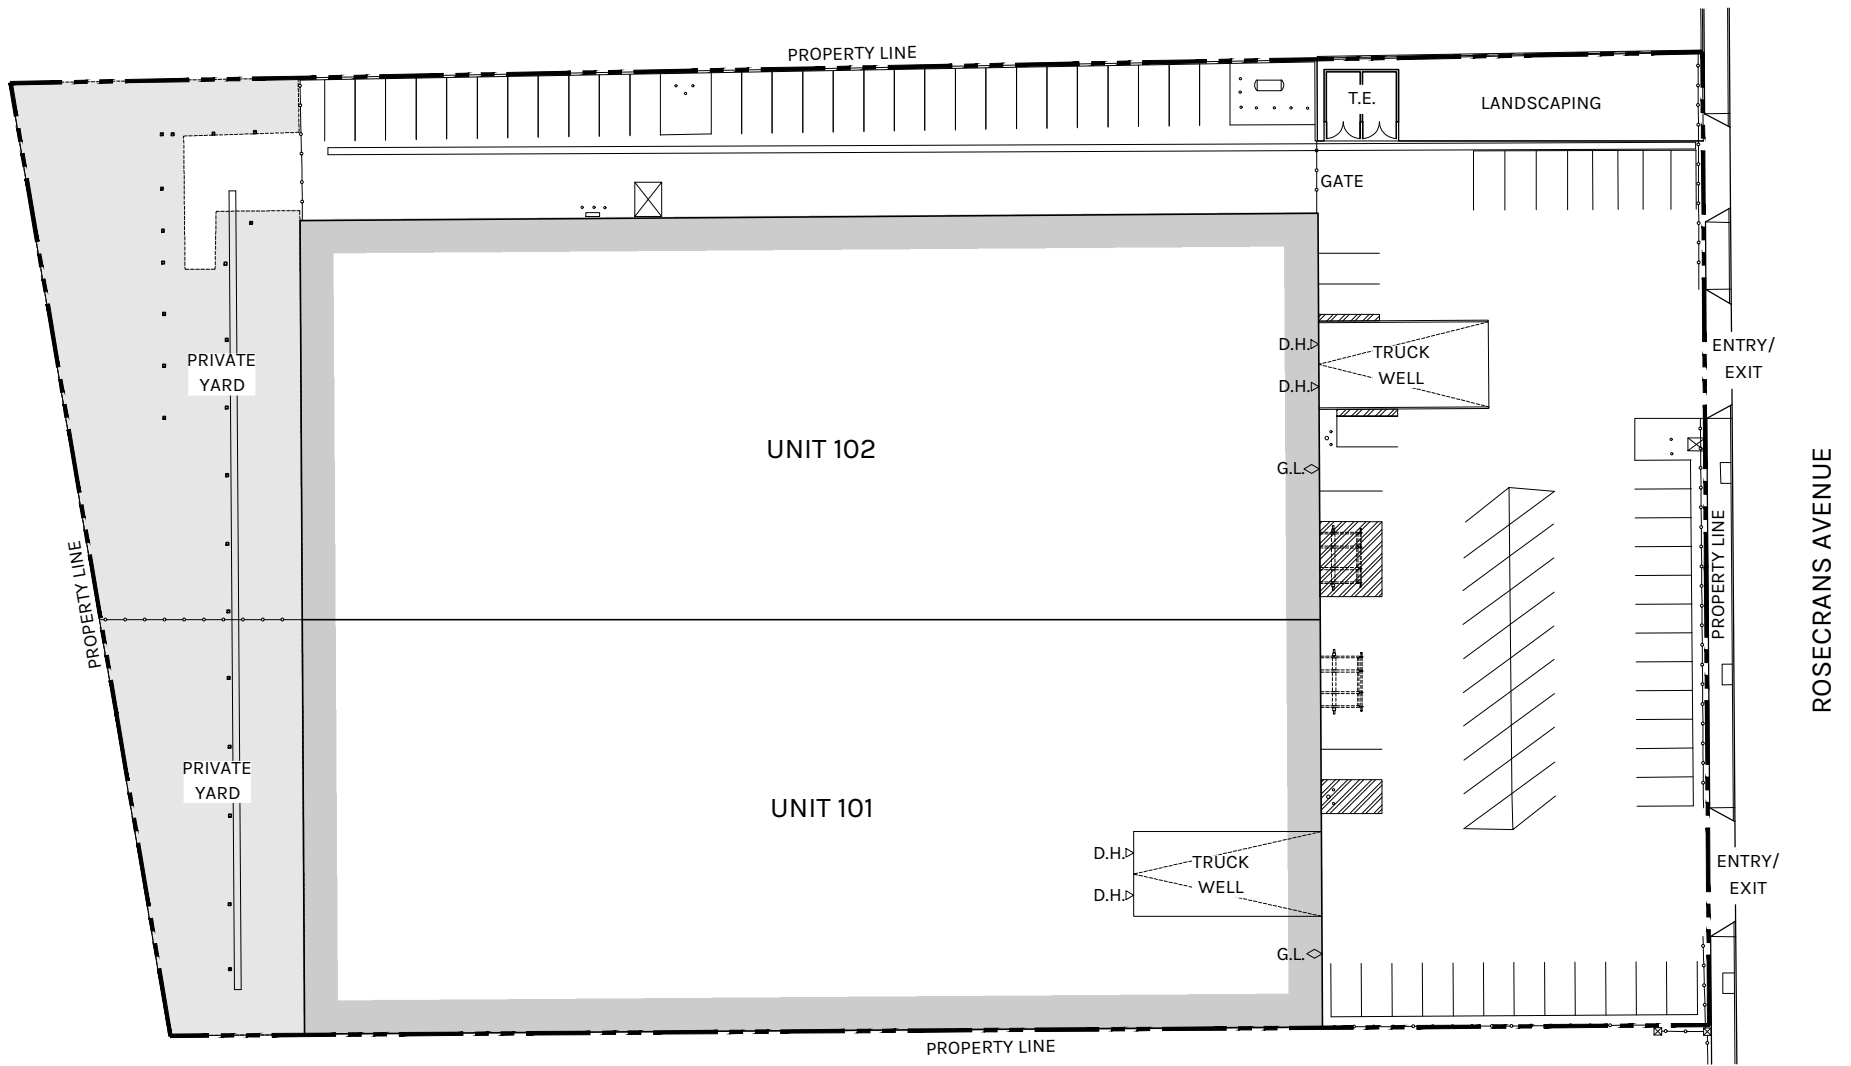 PROPERTY LINE
T.E.
LANDSCAPING
GATE
PRIVATE
YARD
D.H.
D.H.
TRUCK
WELL
ENTRY/
EXIT
UNIT 102
G.L.
ROSECRANS AVENUE
PROPERTY LINE
PROPERTY LINE
PRIVATE
YARD
UNIT 101
D.H.
D.H.
TRUCK
WELL
ENTRY/
EXIT
G.L.
PROPERTY LINE